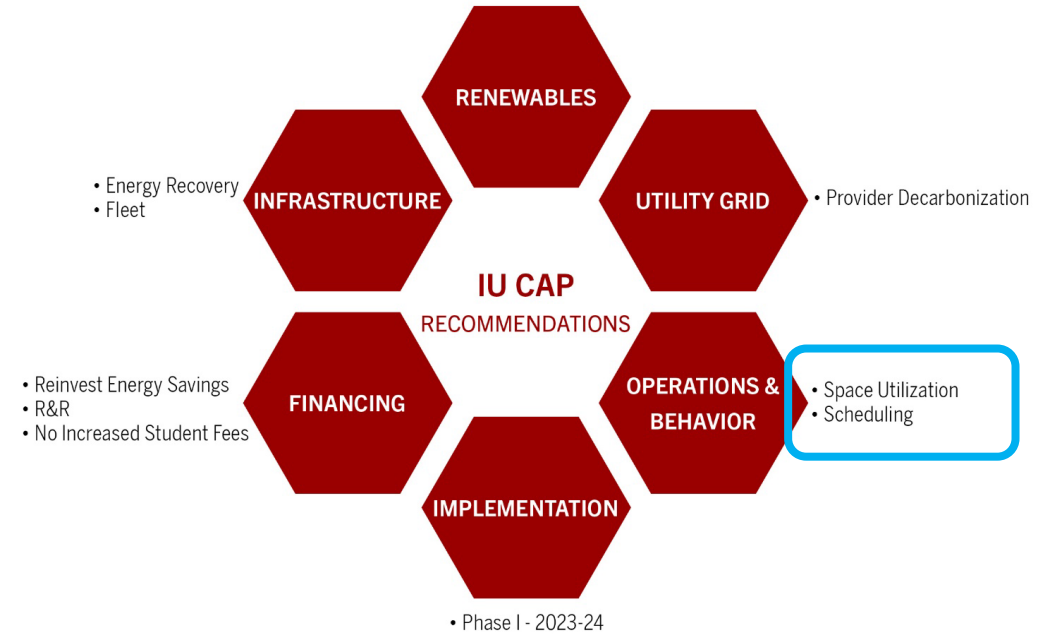 RENEWABLES
• Energy Recovery
• Fleet
INFRASTRUCTURE
UTILITY GRID
• Provider Decarbonization
IU CAP
RECOMMENDATIONS
• Reinvest Energy Savings
• R&R
• No Increased Student Fees
FINANCING
OPERATIONS &
BEHAVIOR
• Space Utilization
• Scheduling
IMPLEMENTATION
• Phase I - 2023-24